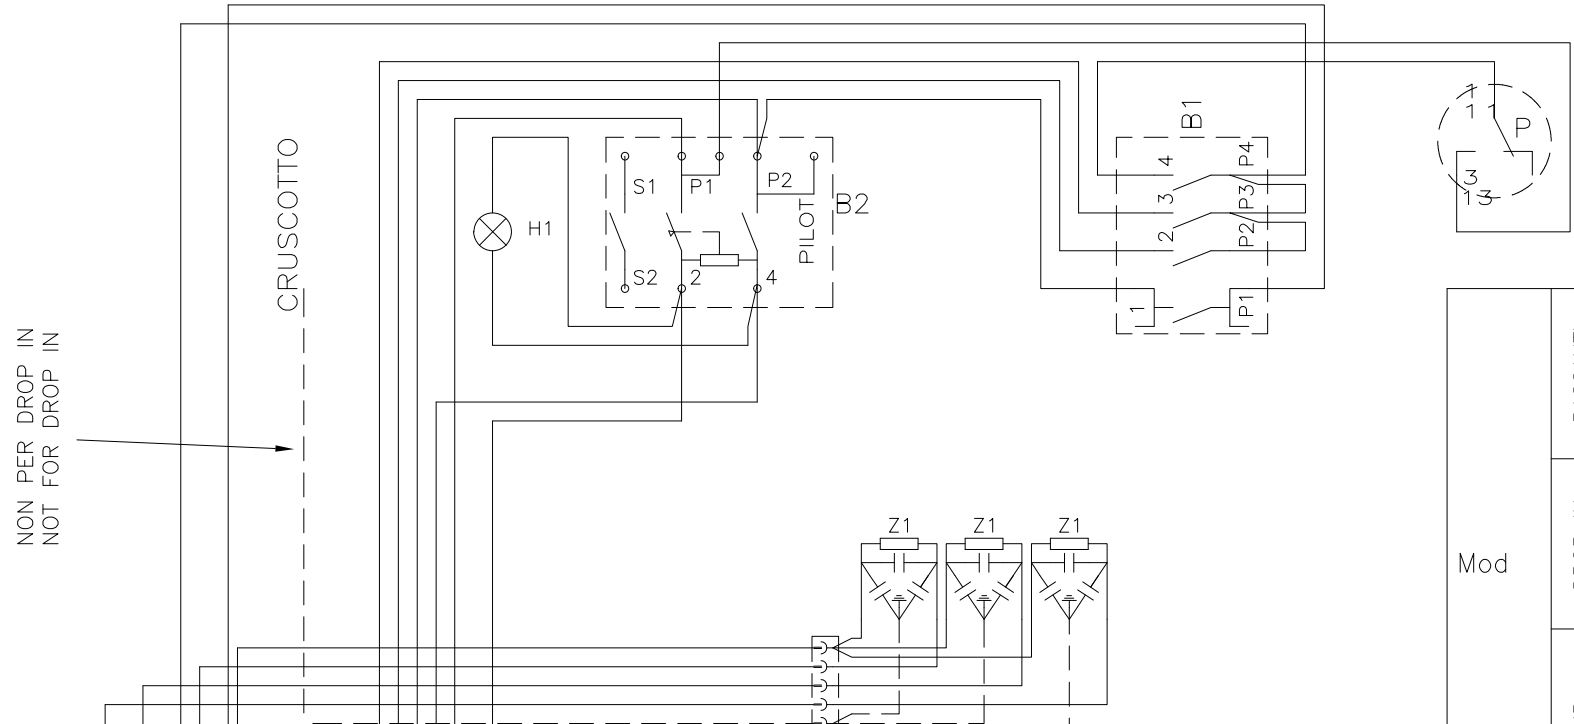 NON PER DROP IN
NOT FOR DROP IN
CRUSCOTTO
H1
S1
P1
P2
S2
2
4
PILOT
B2
B1
4
P4
3
P3
2
P2
1
P1
1
11
P
3
13
Z1
Z1
Z1
Mod